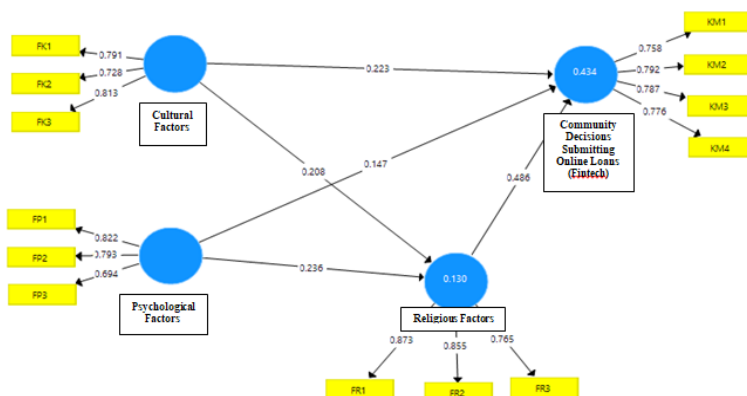 KM1
FK1
0.791
0.758
FK2
0.728
0.223
0.434
0.792
KM2
FK3
0.813
0.787
KM3
0.776
Cultural
Factors
Community
Decisions
Submitting
Online Loans
(Fintech)
KM4
0.147
0.208
0.486
FP1
0.822
FP2
0.793
0.236
FP3
0.694
0.130
Psychological
Factors
Religious Factors
0.873
0.855
0.765
FR1
FR2
FR3